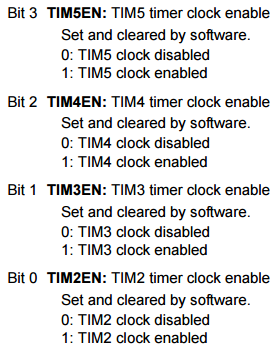 Bit 3 TIM5EN: TIM5 timer clock enable
Set and cleared by software.
0: TIM5 clock disabled
1: TIM5 clock enabled
Bit 2 TIM4EN: TIM4 timer clock enable
Set and cleared by software.
0: TIM4 clock disabled
1: TIM4 clock enabled
Bit 1 TIM3EN: TIM3 timer clock enable
Set and cleared by software.
0: TIM3 clock disabled
1: TIM3 clock enabled
Bit 0 TIM2EN: TIM2 timer clock enable
Set and cleared by software.
0: TIM2 clock disabled
1: TIM2 clock enabled